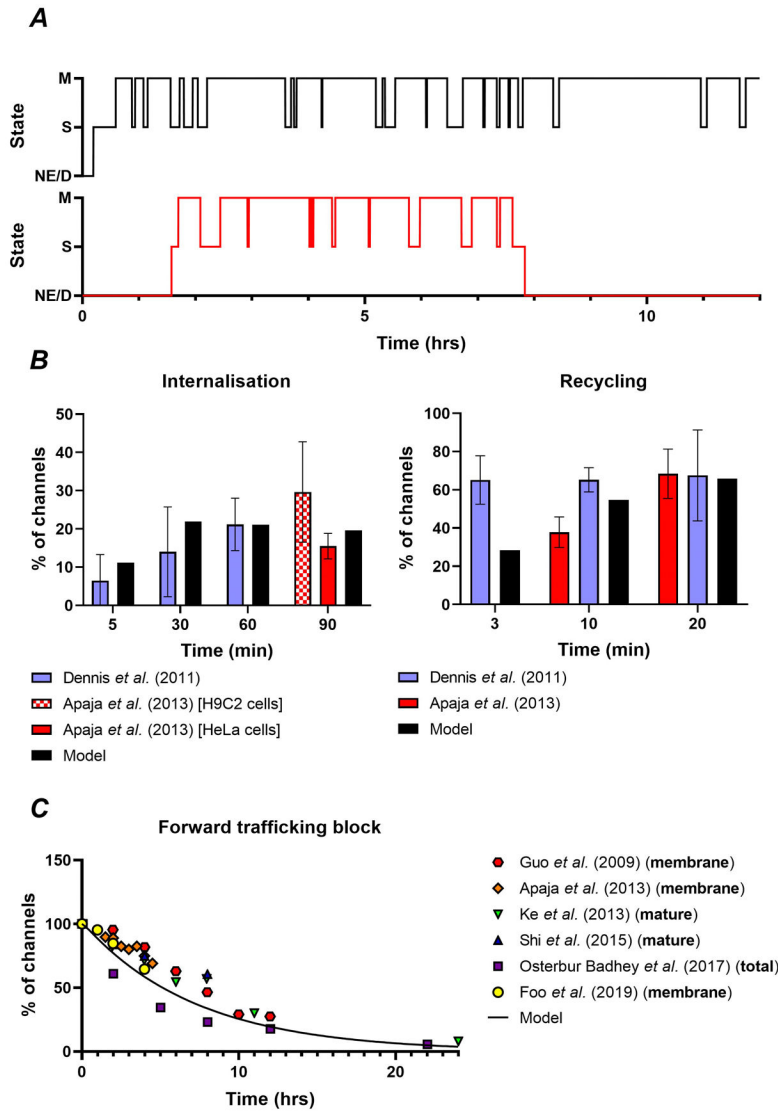 A
M
S
NE/D
State
M
S
NE/D
State
0 5 10
Time (hrs)
B
Internalisation
50
40
30
20
10
0
% of channels
5 30 60 90
Time (min)
Dennis et al. (2011)
Apaja et al. (2013) [H9C2 cells]
Apaja et al. (2013) [HeLa cells]
Model
Recycling
100
80
60
40
20
0
% of channels
3 10 20
Time (min)
Dennis et al. (2011)
Apaja et al. (2013)
Model
C
Forward trafficking block
150
100
50
0
% of channels
0 10 20
Time (hrs)
Guo et al. (2009) (membrane)
Apaja et al. (2013) (membrane)
Ke et al. (2013) (mature)
Shi et al. (2015) (mature)
Osterbur Badhey et al. (2017) (total)
Foo et al. (2019) (membrane)
Model